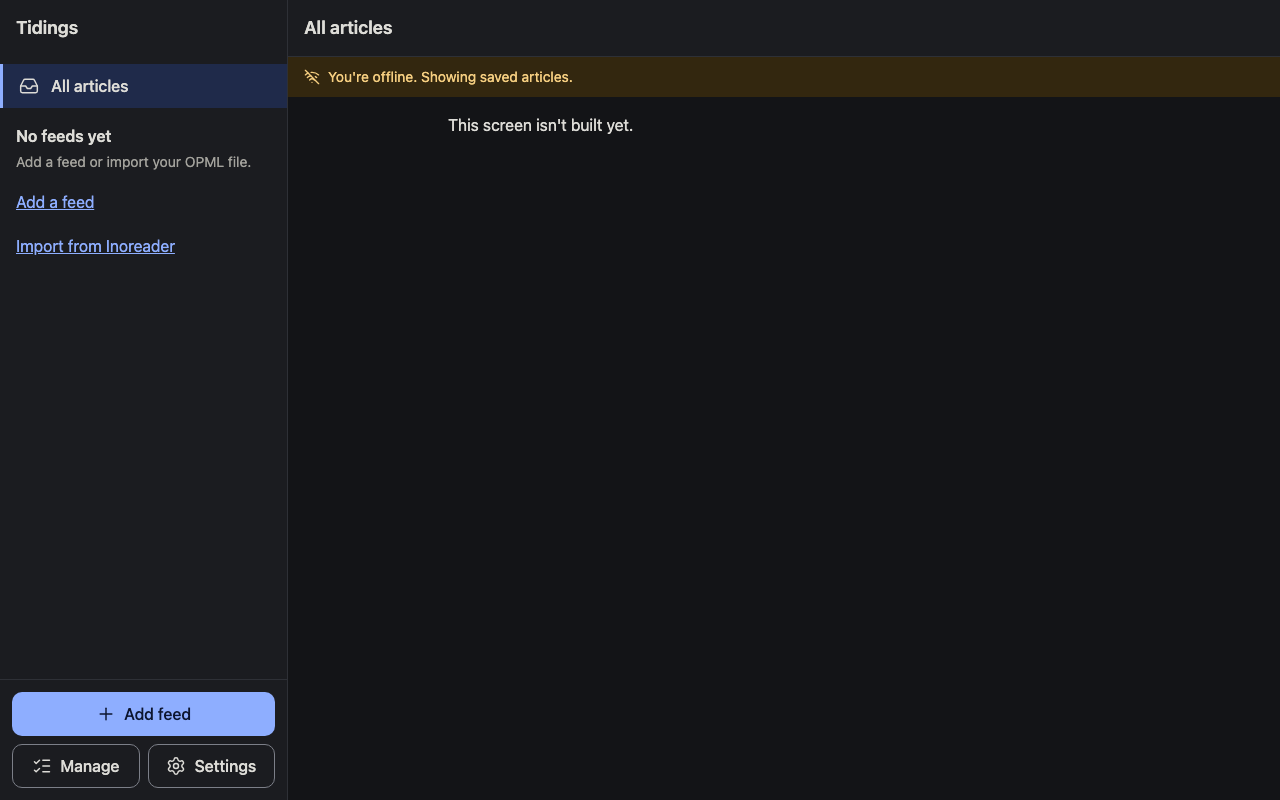 Tidings
All articles
No feeds yet
Add a feed or import your OPML file.
Add a feed
Import from Inoreader
Add feed
Manage
Settings
All articles
You're offline. Showing saved articles.
This screen isn't built yet.